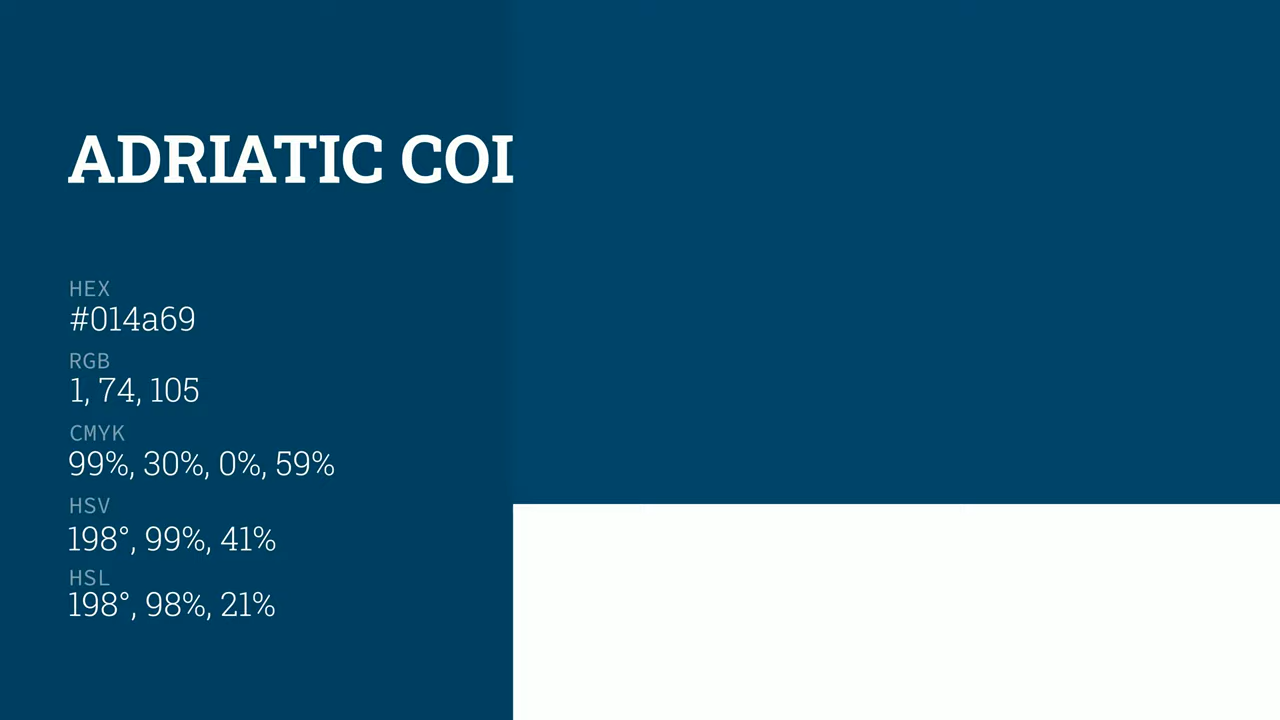 ADRIATIC COI
HEX
#014a69
RGB
1, 74, 105
CMYK
99%, 30%, 0%, 59%
HSV
198°, 99%, 41%
HSL
198°, 98%, 21%